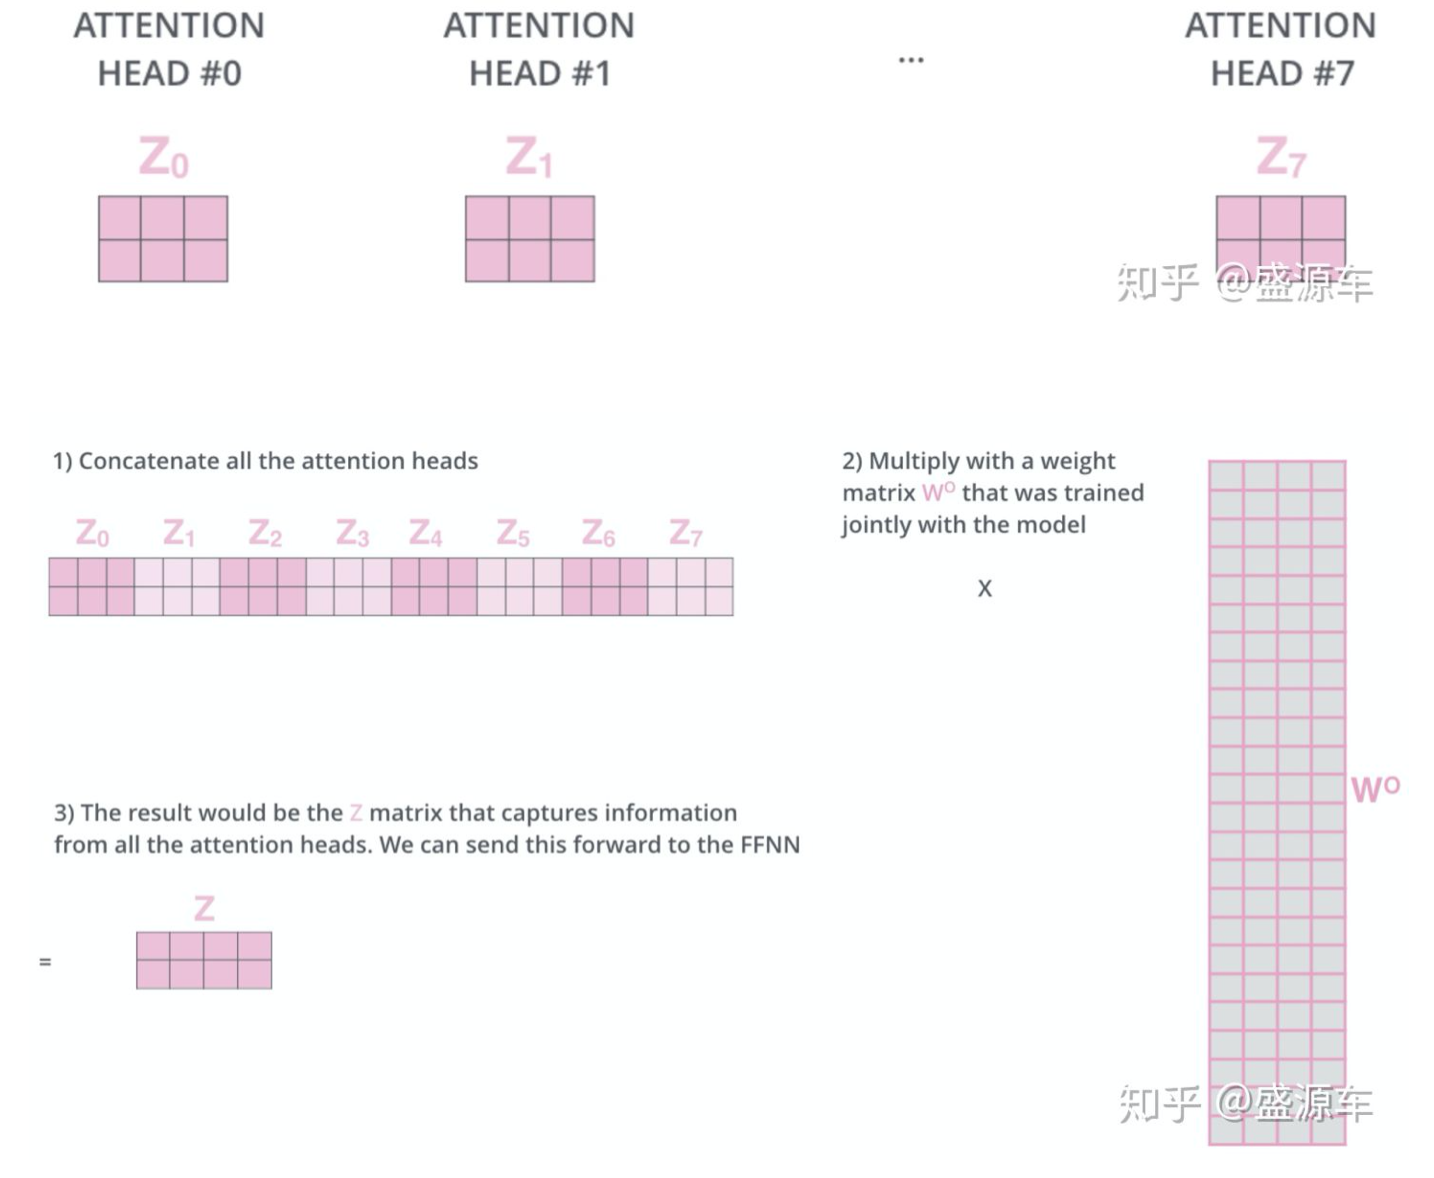 ATTENTION
HEAD #0
ATTENTION
HEAD #1
...
ATTENTION
HEAD #7
Z0
Z1
Z7
知乎 @盛源车
1) Concatenate all the attention heads
Z0 Z1 Z2 Z3 Z4 Z5 Z6 Z7
2) Multiply with a weight
matrix W^O that was trained
jointly with the model
X
W^O
3) The result would be the Z matrix that captures information
from all the attention heads. We can send this forward to the FFNN
Z
=
知乎 @盛源车